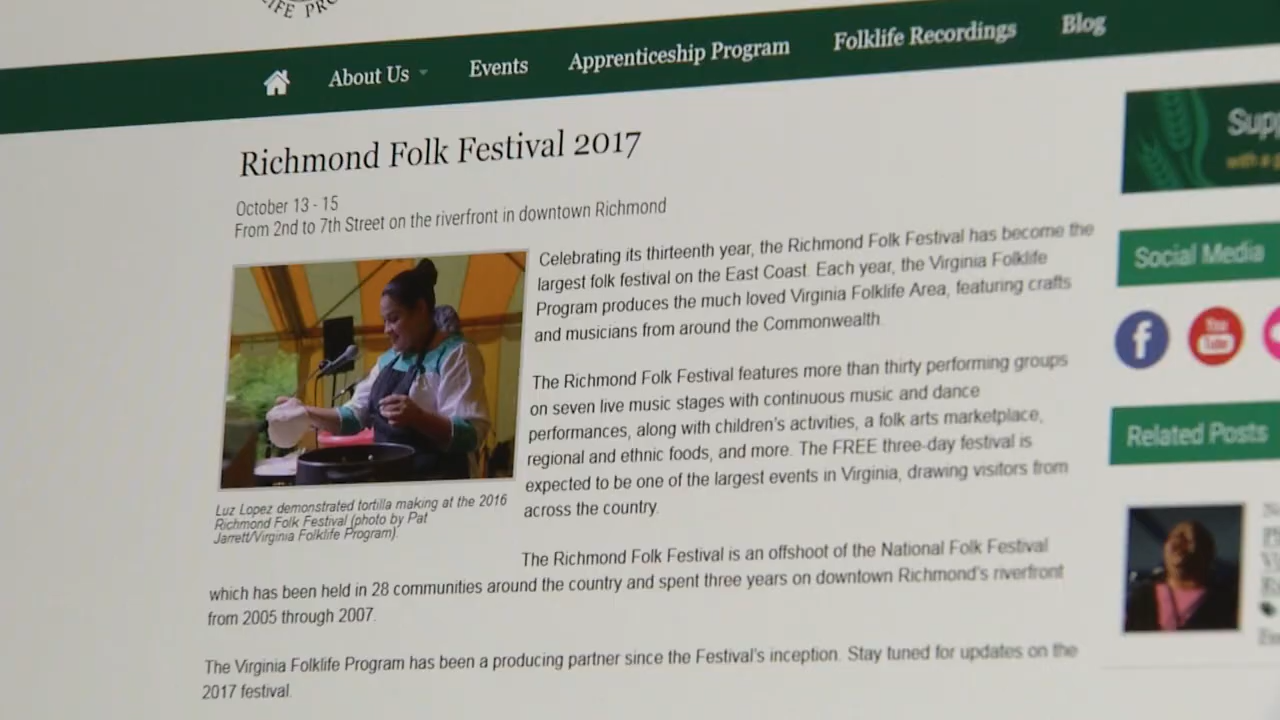 IFE PRO
About Us
Events
Apprenticeship Program
Folklife Recordings
Blog
Richmond Folk Festival 2017
October 13 - 15
From 2nd to 7th Street on the riverfront in downtown Richmond
Celebrating its thirteenth year, the Richmond Folk Festival has become the
largest folk festival on the East Coast. Each year, the Virginia Folklife
Program produces the much loved Virginia Folklife Area, featuring crafts
and musicians from around the Commonwealth.
The Richmond Folk Festival features more than thirty performing groups
on seven live music stages with continuous music and dance
performances, along with children's activities, a folk arts marketplace,
regional and ethnic foods, and more. The FREE three-day festival is
expected to be one of the largest events in Virginia, drawing visitors from
across the country.
Luz Lopez demonstrated tortilla making at the 2016
Richmond Folk Festival (photo by Pat
Jarrett/Virginia Folklife Program).
The Richmond Folk Festival is an offshoot of the National Folk Festival
which has been held in 28 communities around the country and spent three years on downtown Richmond's riverfront
from 2005 through 2007.
The Virginia Folklife Program has been a producing partner since the Festival's inception. Stay tuned for updates on the
2017 festival.
Supp
with a
Social Media
f
You
Tube
Related Posts